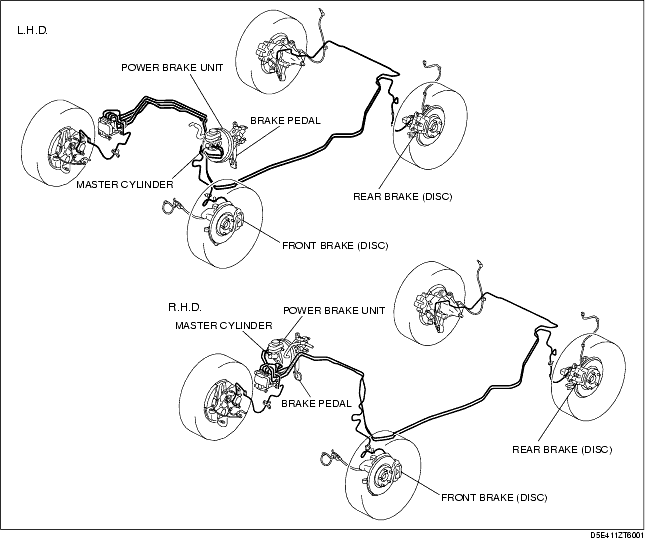 L.H.D.
POWER BRAKE UNIT
BRAKE PEDAL
MASTER CYLINDER
REAR BRAKE (DISC)
FRONT BRAKE (DISC)
R.H.D.
POWER BRAKE UNIT
MASTER CYLINDER
BRAKE PEDAL
REAR BRAKE (DISC)
FRONT BRAKE (DISC)
D5E411ZT6001